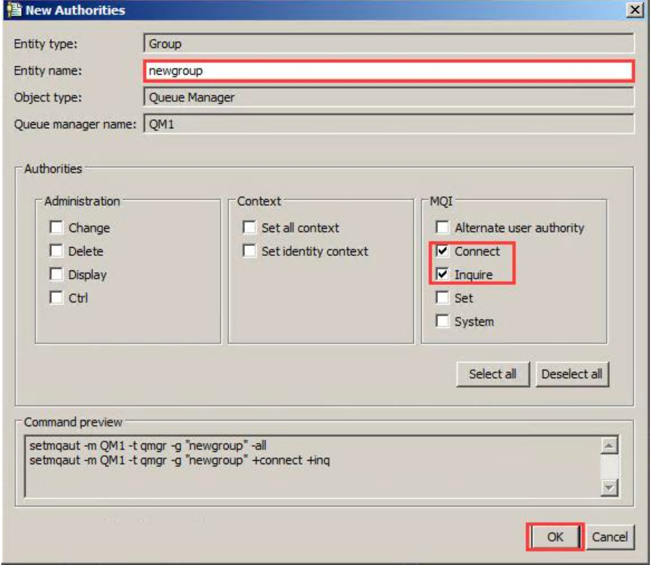 New Authorities
Entity type: Group
Entity name: newgroup
Object type: Queue Manager
Queue manager name: QM1
Authorities
Administration
Change
Delete
Display
Ctrl
Context
Set all context
Set identity context
MQI
Alternate user authority
Connect
Inquire
Set
System
Select all Deselect all
Command preview
setmqaut -m QM1 -t qmgr -g "newgroup" -all
setmqaut -m QM1 -t qmgr -g "newgroup" +connect +inq
OK Cancel